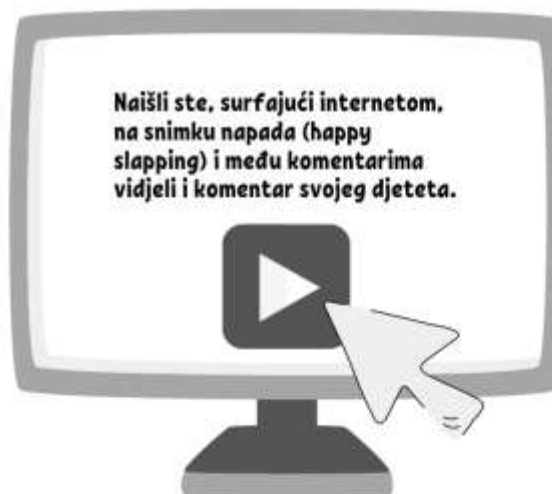 Naišli ste, surfajući internetom,
na snimku napada (happy
slapping) i među komentarima
vidjeli i komentar svojeg djeteta.